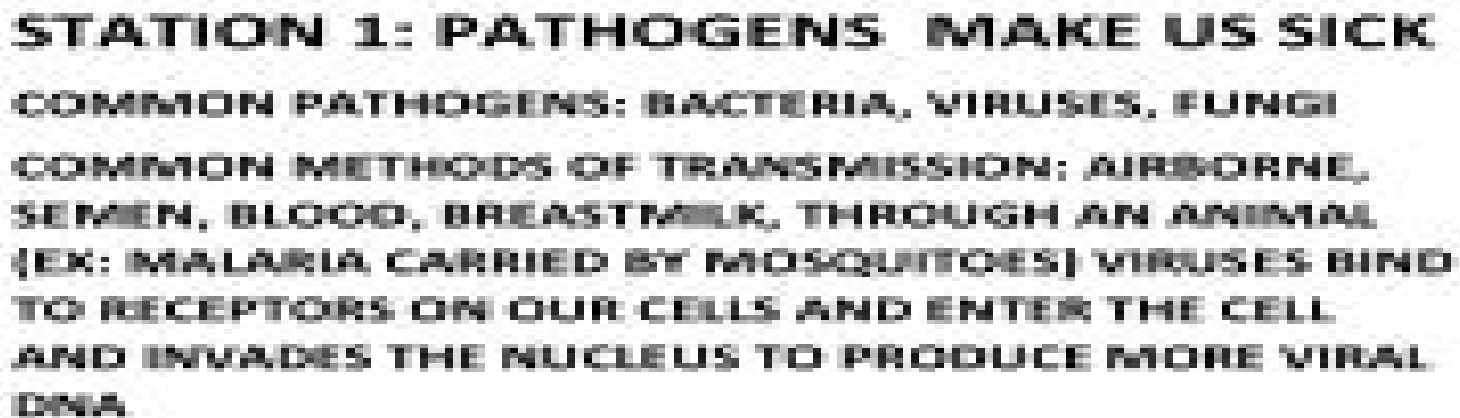 STATION 1: PATHOGENS MAKE US SICK
COMMON PATHOGENS: BACTERIA, VIRUSES, FUNGI
COMMON METHODS OF TRANSMISSION: AIRBORNE,
SEMEN, BLOOD, BREASTMILK, THROUGH AN ANIMAL
(EX: MALARIA CARRIED BY MOSQUITOES) VIRUSES BIND
TO RECEPTORS ON OUR CELLS AND ENTER THE CELL
AND INVADES THE NUCLEUS TO PRODUCE MORE VIRAL
DNA